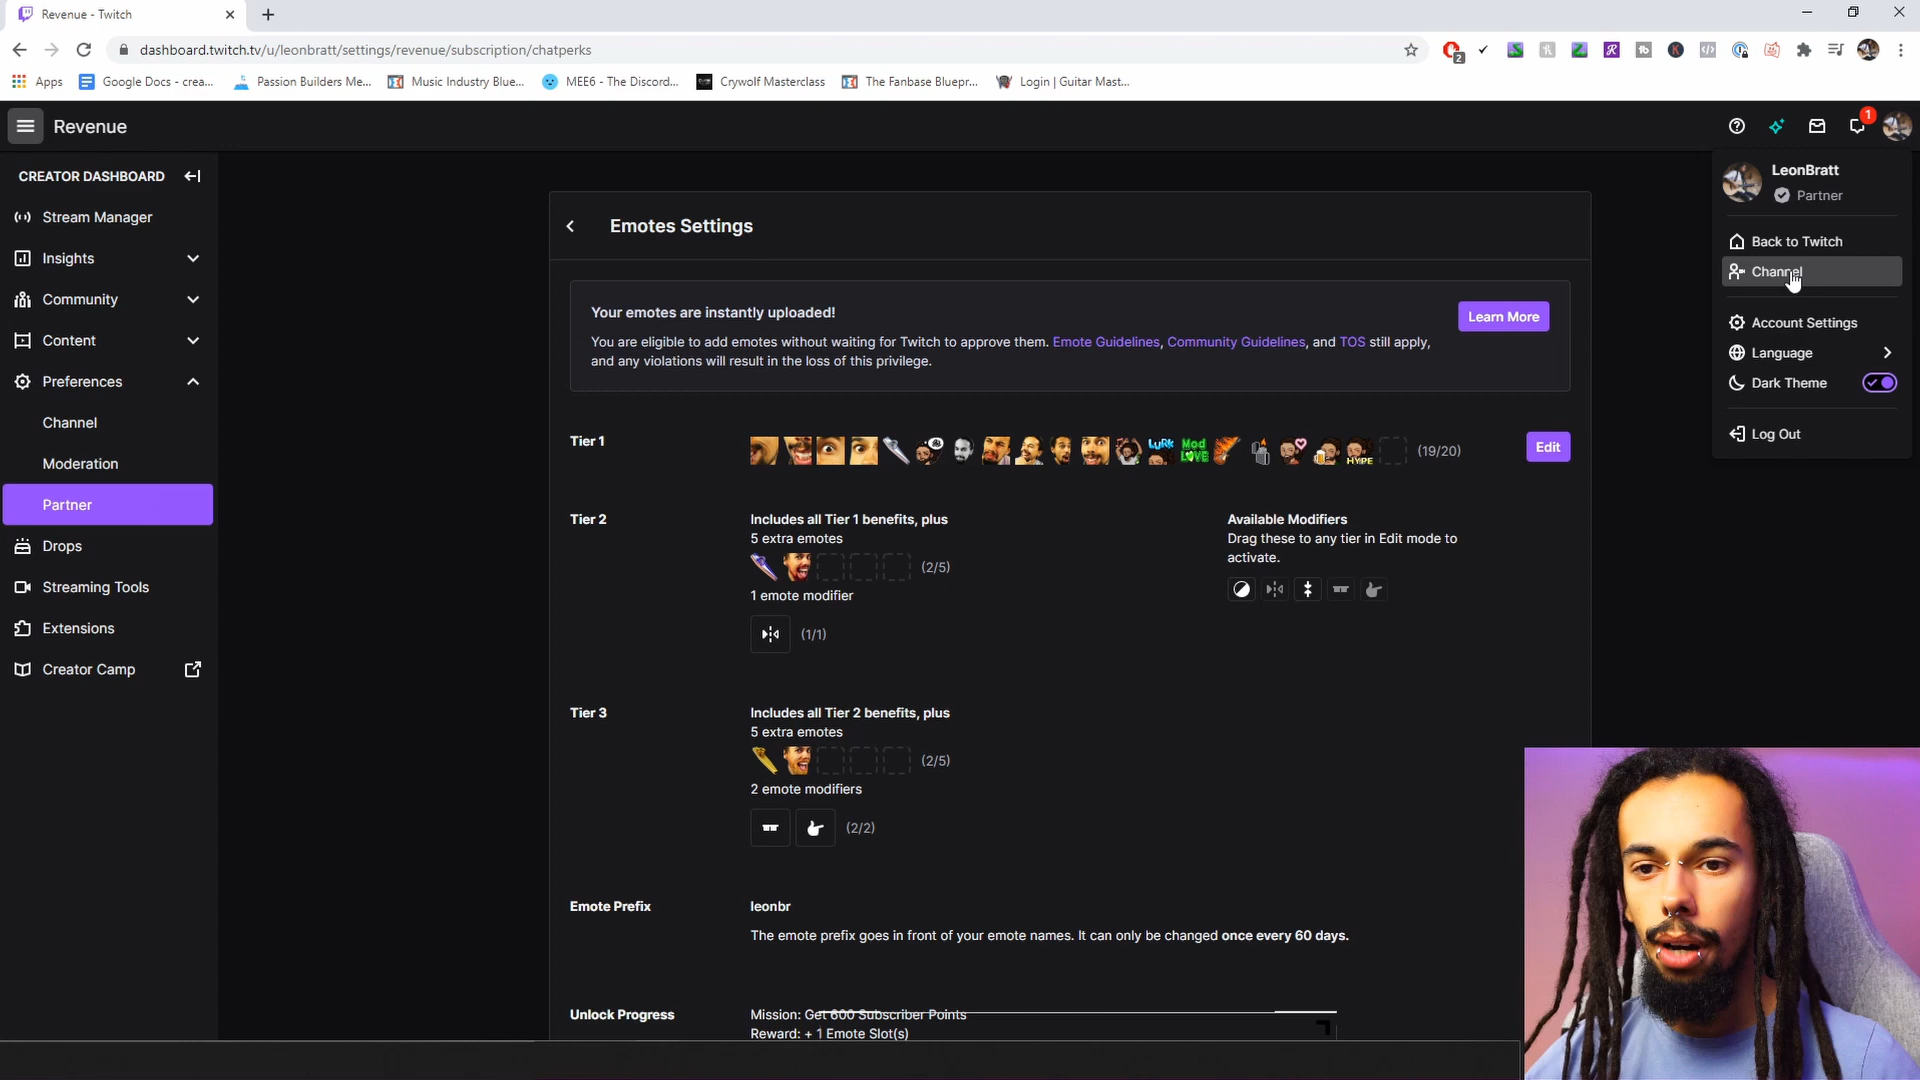 Revenue - Twitch
dashboard.twitch.tv/u/leonbratt/settings/revenue/subscription/chatperks
2
Apps
Google Docs - crea...
Passion Builders Me...
Music Industry Blue...
MEE6 - The Discord...
Crywolf Masterclass
The Fanbase Bluepr...
Login | Guitar Mast...
Revenue
1
CREATOR DASHBOARD
Stream Manager
Insights
Community
Content
Preferences
Channel
Moderation
Partner
Drops
Streaming Tools
Extensions
Creator Camp
Emotes Settings
Your emotes are instantly uploaded!
You are eligible to add emotes without waiting for Twitch to approve them. Emote Guidelines, Community Guidelines, and TOS still apply,
and any violations will result in the loss of this privilege.
Learn More
Tier 1
LURK
Mod LOVE
HYPE
(19/20)
Edit
Tier 2
Includes all Tier 1 benefits, plus
5 extra emotes
(2/5)
1 emote modifier
(1/1)
Available Modifiers
Drag these to any tier in Edit mode to
activate.
Tier 3
Includes all Tier 2 benefits, plus
5 extra emotes
(2/5)
2 emote modifiers
(2/2)
Emote Prefix
leonbr
The emote prefix goes in front of your emote names. It can only be changed once every 60 days.
Unlock Progress
Mission: Get 600 Subscriber Points
Reward: + 1 Emote Slot(s)
LeonBratt
Partner
Back to Twitch
Channel
Account Settings
Language
Dark Theme
Log Out